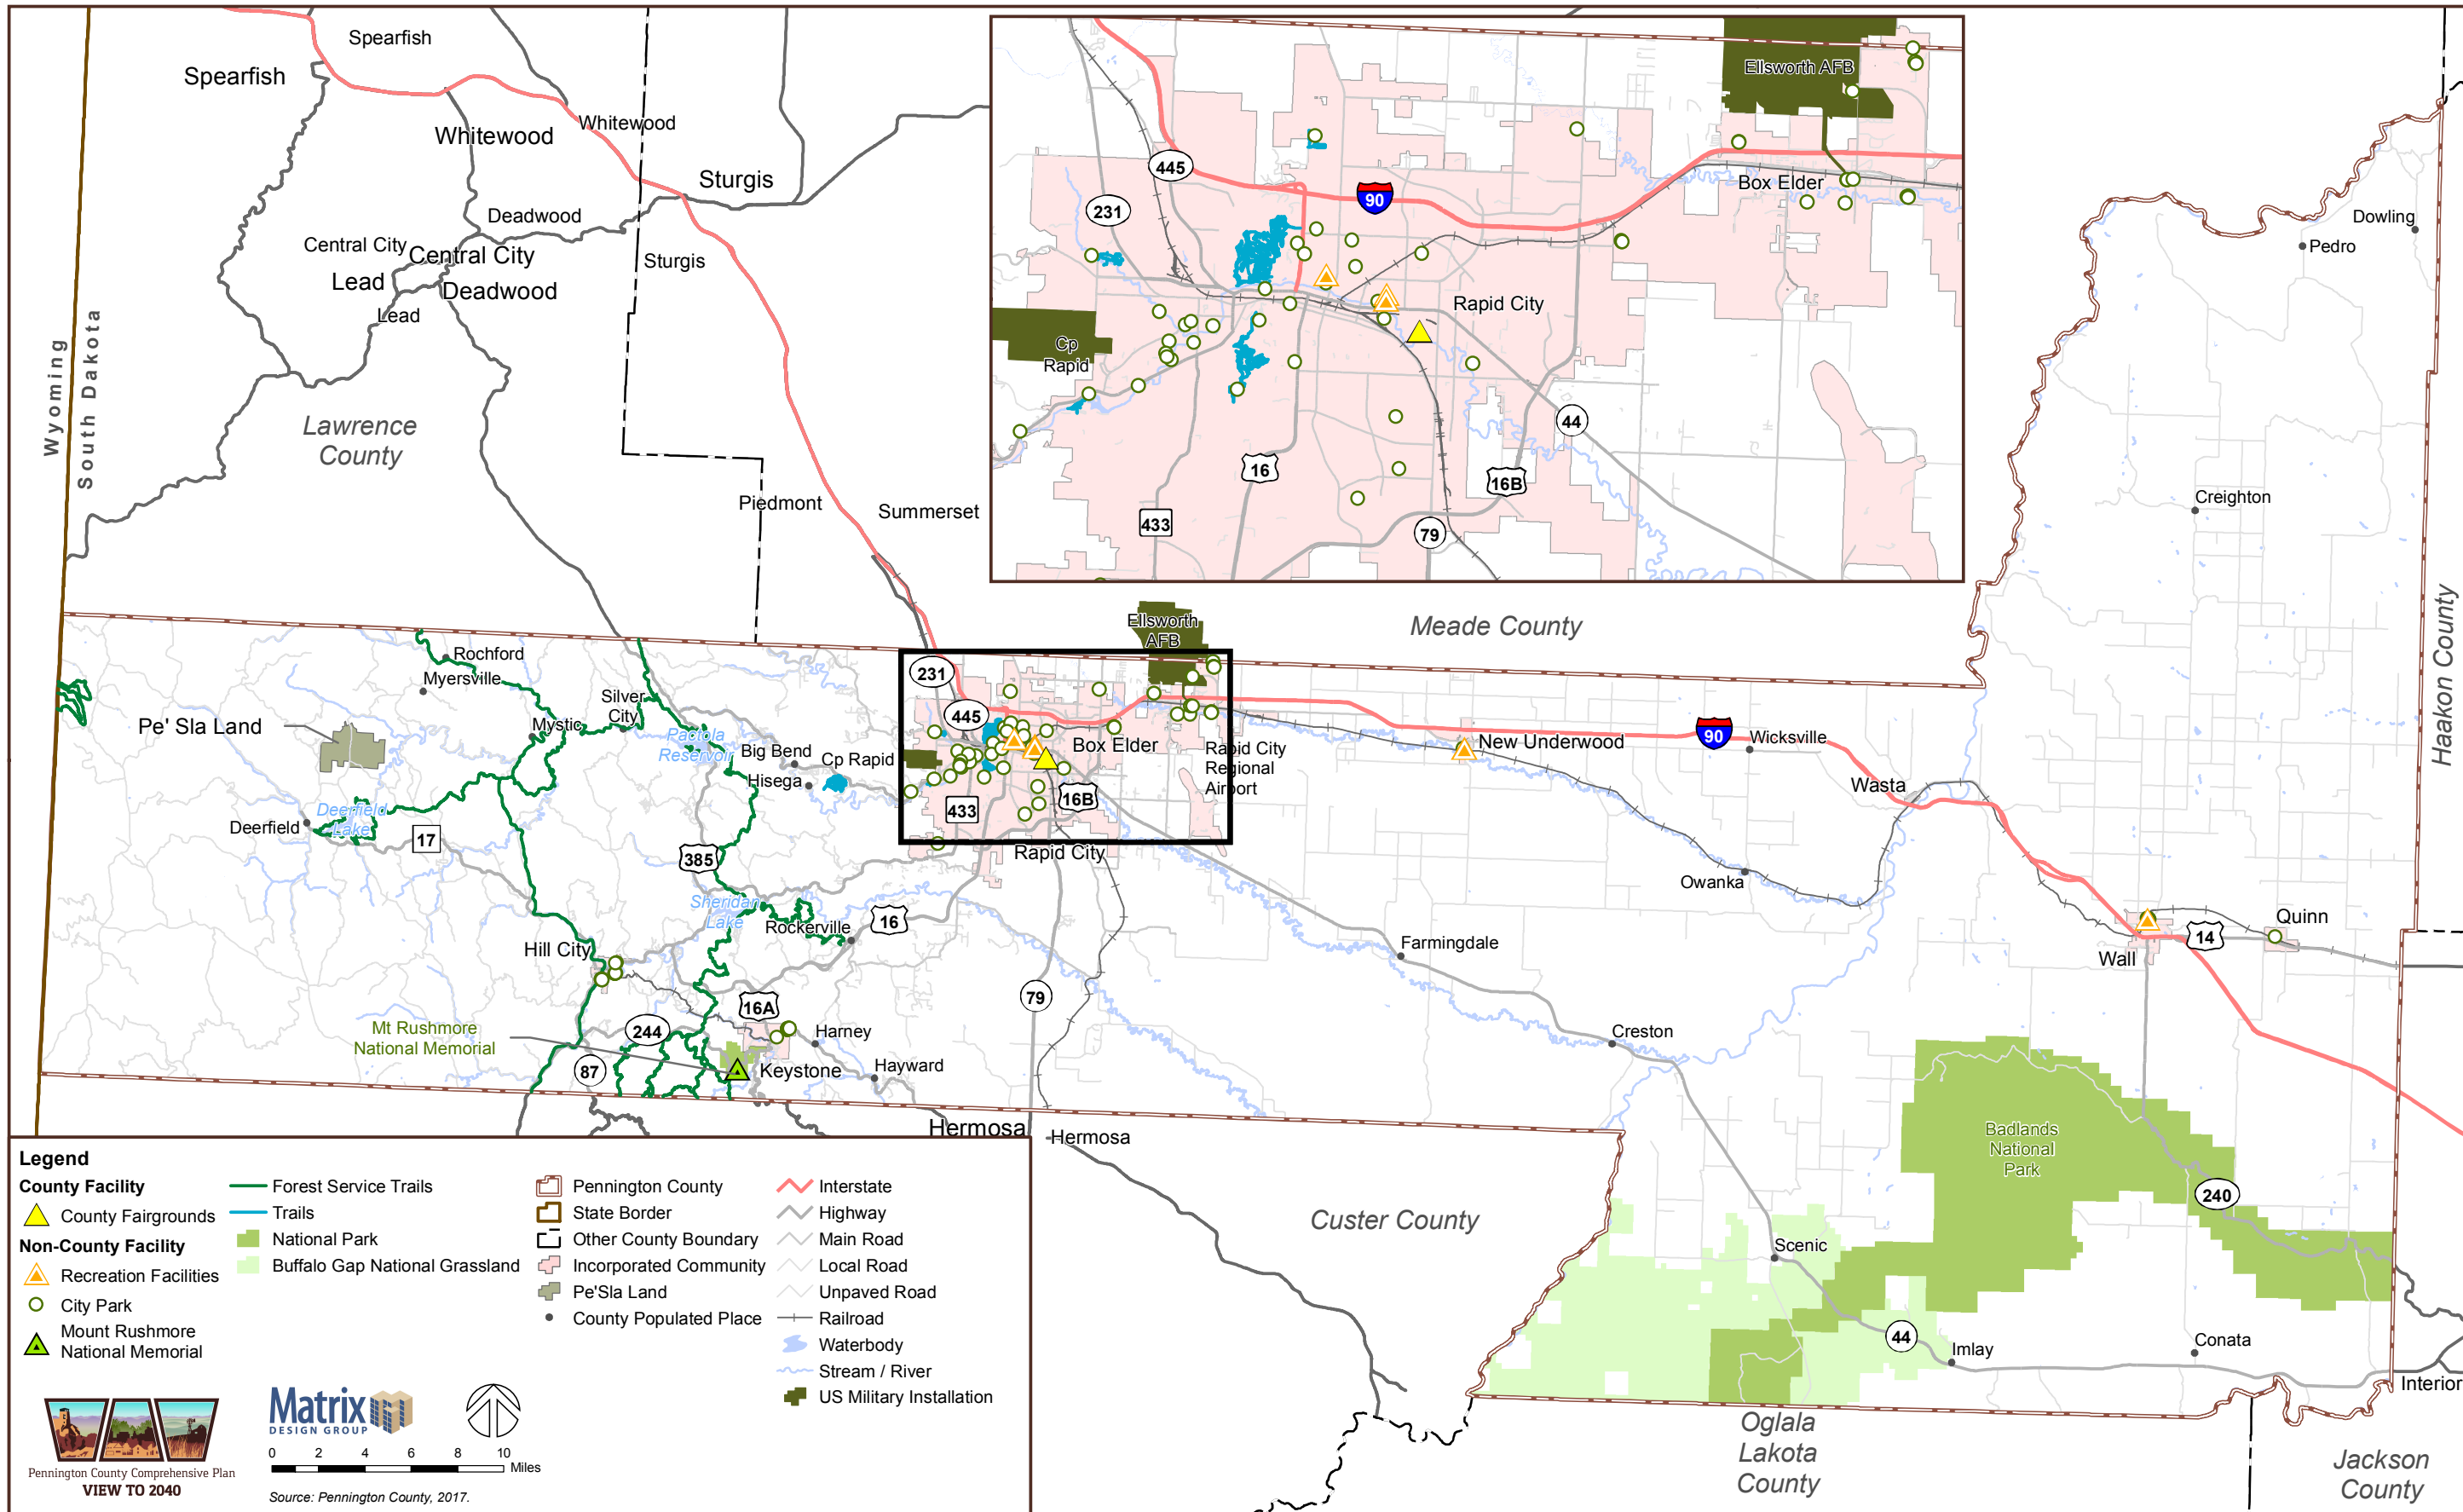 Spearfish
Spearfish
Whitewood
Whitewood
Sturgis
Deadwood
Central City
Central City
Sturgis
Lead
Deadwood
Lead
Wyoming
South Dakota
Lawrence
County
Piedmont
Summerset
Ellsworth AFB
445
90
231
Box Elder
Rapid City
Cp
Rapid
44
16
16B
433
79
Dowling
Pedro
Creighton
Haakon County
Meade County
Ellsworth
AFB
Rochford
Myersville
Silver
City
Mystic
Pe' Sla Land
Pactola
Reservoir
Big Bend
Cp Rapid
Hisega
231
445
Box Elder
Rapid City
Regional
Airport
433
16B
Rapid City
New Underwood
90
Wicksville
Wasta
Owanka
Deerfield
Lake
Deerfield
17
385
Sheridan
Lake
Rockerville
16
Hill City
Farmingdale
Quinn
14
Wall
16A
79
244
Mt Rushmore
National Memorial
Harney
Creston
87
Keystone
Hayward
Hermosa
Hermosa
Badlands
National
Park
240
Custer County
Scenic
44
Imlay
Conata
Interior
Oglala
Lakota
County
Jackson
County
Legend
County Facility
County Fairgrounds
Non-County Facility
Recreation Facilities
City Park
Mount Rushmore
National Memorial
Forest Service Trails
Trails
National Park
Buffalo Gap National Grassland
Pennington County
State Border
Other County Boundary
Incorporated Community
Pe'Sla Land
County Populated Place
Interstate
Highway
Main Road
Local Road
Unpaved Road
Railroad
Waterbody
Stream / River
US Military Installation
Pennington County Comprehensive Plan
VIEW TO 2040
Matrix
DESIGN GROUP
0 2 4 6 8 10
Miles
Source: Pennington County, 2017.